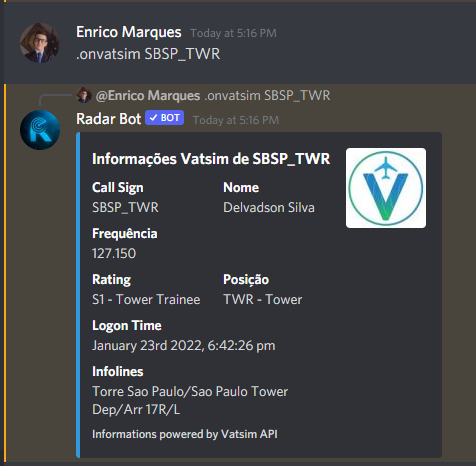 Enrico Marques Today at 5:16 PM
.onvatsim SBSP_TWR
@Enrico Marques .onvatsim SBSP_TWR
Radar Bot ✓ BOT Today at 5:16 PM
Informações Vatsim de SBSP_TWR
Call Sign Nome
SBSP_TWR Delvadson Silva
Frequência
127.150
Rating Posição
S1 - Tower Trainee TWR - Tower
Logon Time
January 23rd 2022, 6:42:26 pm
Infolines
Torre Sao Paulo/Sao Paulo Tower
Dep/Arr 17R/L
Informations powered by Vatsim API